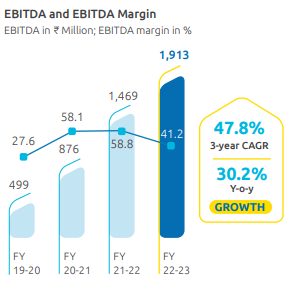 EBITDA and EBITDA Margin
EBITDA in ₹ Million; EBITDA margin in %
1,913
1,469
58.1
27.6
876
58.8
41.2
499
47.8%
3-year CAGR
30.2%
Y-o-y
GROWTH
FY
19-20
FY
20-21
FY
21-22
FY
22-23